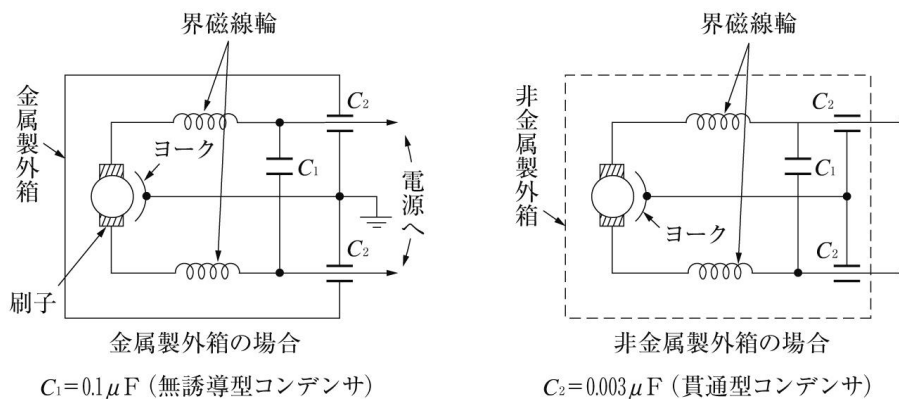 界磁線輪
金属製外箱
C₂
ヨーク
C₁
電源へ
C₂
刷子
金属製外箱の場合
C₁=0.1μF（無誘導型コンデンサ）
界磁線輪
非金属製外箱
C₂
C₁
ヨーク
C₂
非金属製外箱の場合
C₂=0.003μF（貫通型コンデンサ）